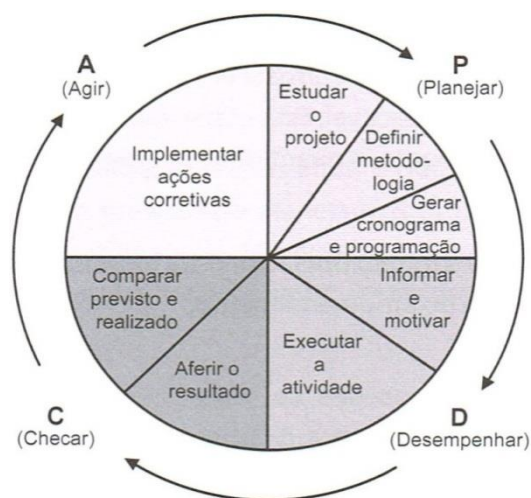 A
(Agir)
P
(Planejar)
Estudar
o
projeto
Definir
metodo-
logia
Gerar
cronograma
e programação
Implementar
ações
corretivas
Informar
e
motivar
Executar
a
atividade
Comparar
previsto e
realizado
Aferir o
resultado
C
(Checar)
D
(Desempenhar)